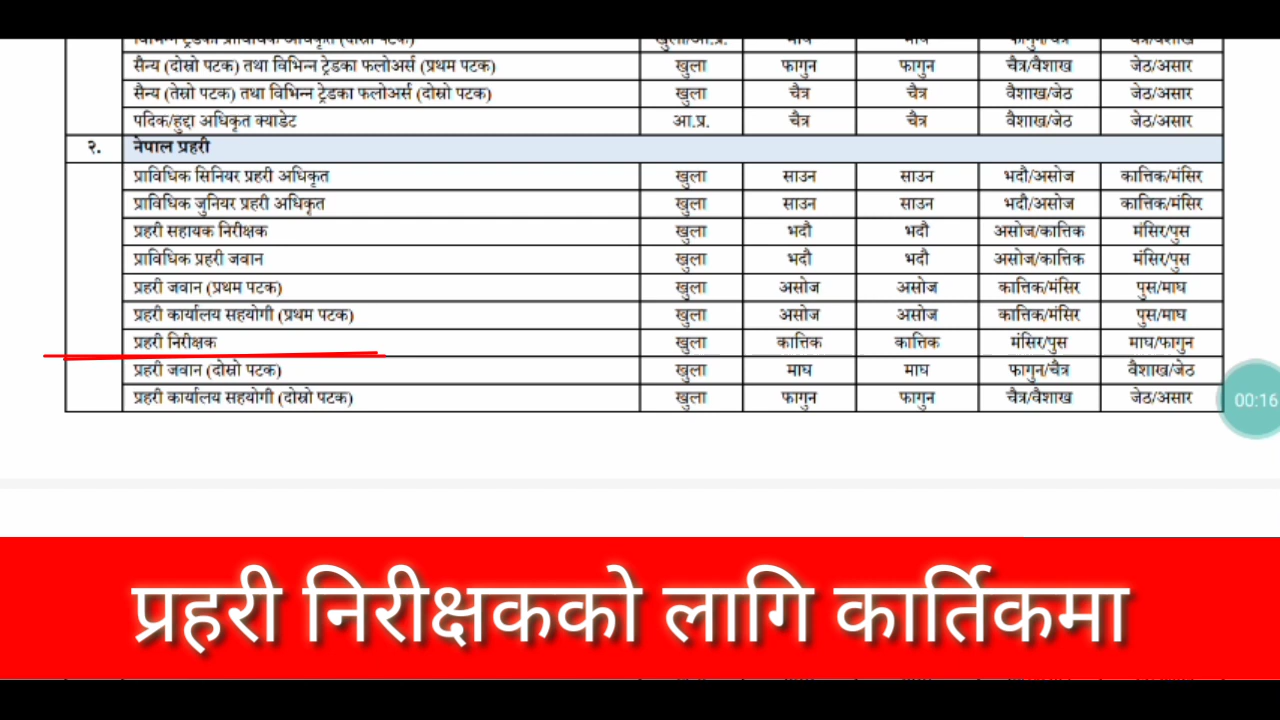 विभिन्न ट्रेडका प्राविधिक अधिकृत (दोस्रो पटक) खुला/आ.प्र. माघ माघ फागुन/चैत्र चैत्र/वैशाख
सैन्य (दोस्रो पटक) तथा विभिन्न ट्रेडका फलोअर्स (प्रथम पटक) खुला फागुन फागुन चैत्र/वैशाख जेठ/असार
सैन्य (तेस्रो पटक) तथा विभिन्न ट्रेडका फलोअर्स (दोस्रो पटक) खुला चैत्र चैत्र वैशाख/जेठ जेठ/असार
पदिक/हुद्दा अधिकृत क्याडेट आ.प्र. चैत्र चैत्र वैशाख/जेठ जेठ/असार
२. नेपाल प्रहरी
प्राविधिक सिनियर प्रहरी अधिकृत खुला साउन साउन भदौ/असोज कात्तिक/मंसिर
प्राविधिक जुनियर प्रहरी अधिकृत खुला साउन साउन भदौ/असोज कात्तिक/मंसिर
प्रहरी सहायक निरीक्षक खुला भदौ भदौ असोज/कात्तिक मंसिर/पुस
प्राविधिक प्रहरी जवान खुला भदौ भदौ असोज/कात्तिक मंसिर/पुस
प्रहरी जवान (प्रथम पटक) खुला असोज असोज कात्तिक/मंसिर पुस/माघ
प्रहरी कार्यालय सहयोगी (प्रथम पटक) खुला असोज असोज कात्तिक/मंसिर पुस/माघ
प्रहरी निरीक्षक खुला कात्तिक कात्तिक मंसिर/पुस माघ/फागुन
प्रहरी जवान (दोस्रो पटक) खुला माघ माघ फागुन/चैत्र वैशाख/जेठ
प्रहरी कार्यालय सहयोगी (दोस्रो पटक) खुला फागुन फागुन चैत्र/वैशाख जेठ/असार
00:16
प्रहरी निरीक्षकको लागि कार्तिकमा